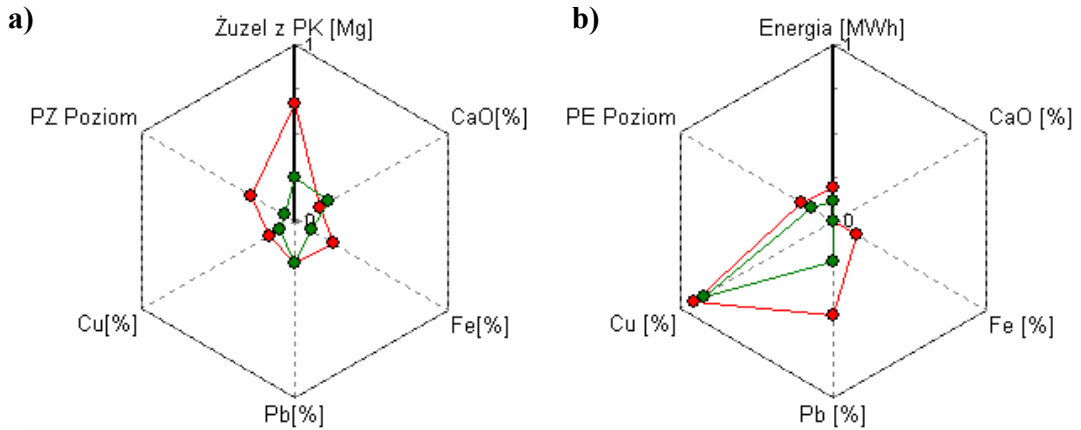 a)
Żuzel z PK [Mg]
1
CaO[%]
Fe[%]
Pb[%]
Cu[%]
PZ Poziom
0
b)
Energia [MWh]
1
CaO [%]
Fe [%]
Pb [%]
Cu [%]
PE Poziom
0